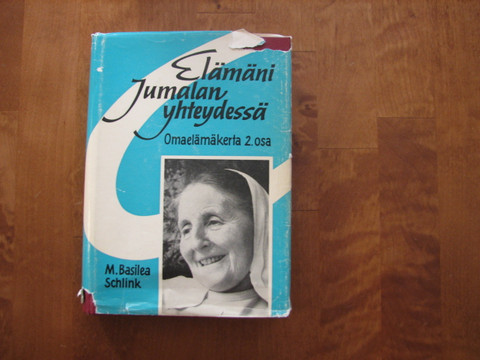 Elämäni
Jumalan
yhteydessä
Omaelämäkerta 2. osa
M. Basilea
Schlink